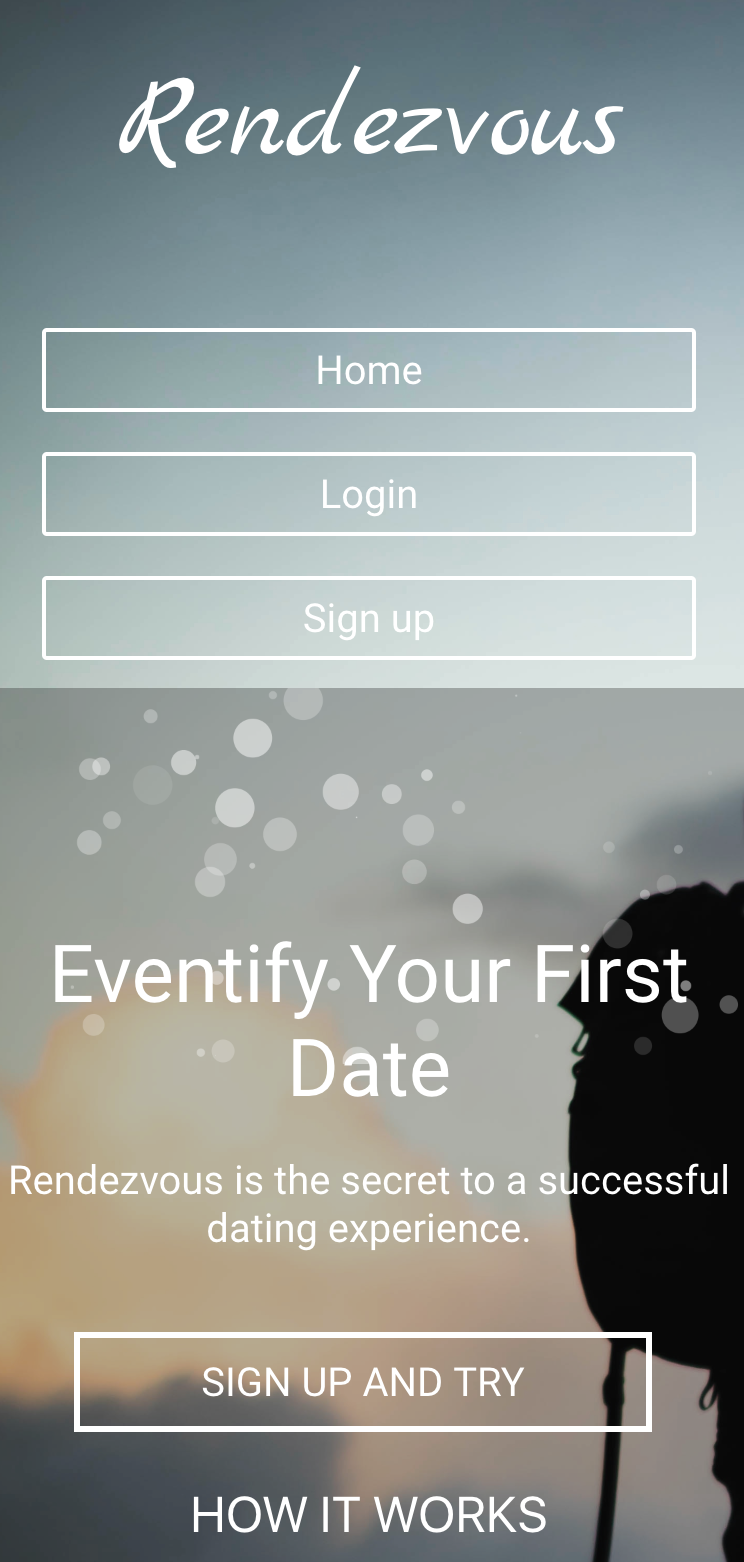 Rendezvous
Home
Login
Sign up
Eventify Your First
Date
Rendezvous is the secret to a successful
dating experience.
SIGN UP AND TRY
HOW IT WORKS